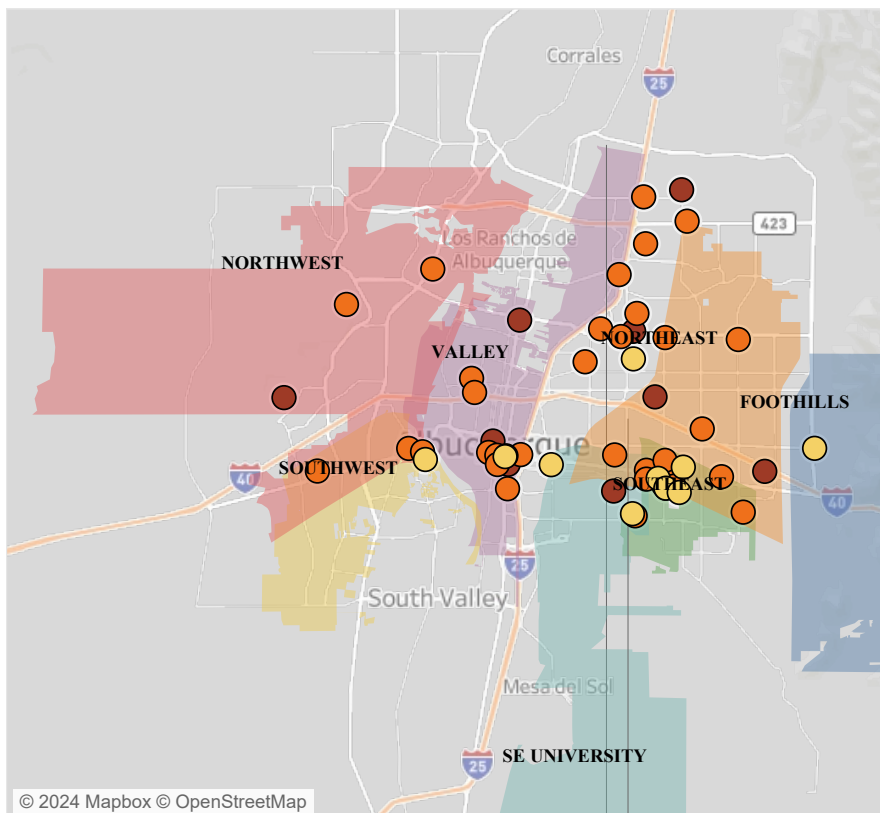 Corrales
25
423
Los Ranchos de
Albuquerque
NORTHWEST
NORTHEAST
VALLEY
FOOTHILLS
Albuquerque
SOUTHWEST
40
SOUTHEAST
40
25
South Valley
Mesa del Sol
SE UNIVERSITY
25
© 2024 Mapbox © OpenStreetMap